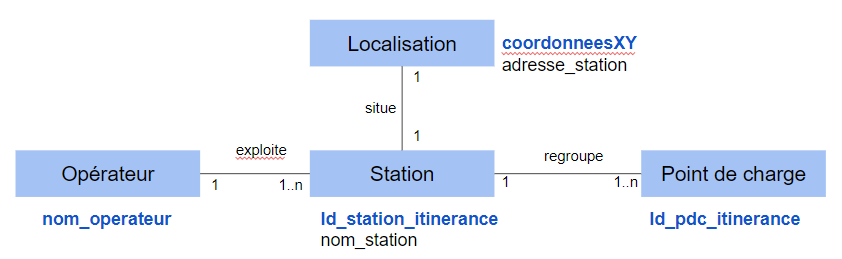 Localisation
coordonneesXY
adresse_station
1
situe
1
Opérateur
exploite
1
1..n
Station
regroupe
1
1..n
Point de charge
nom_operateur
Id_station_itinerance
nom_station
Id_pdc_itinerance